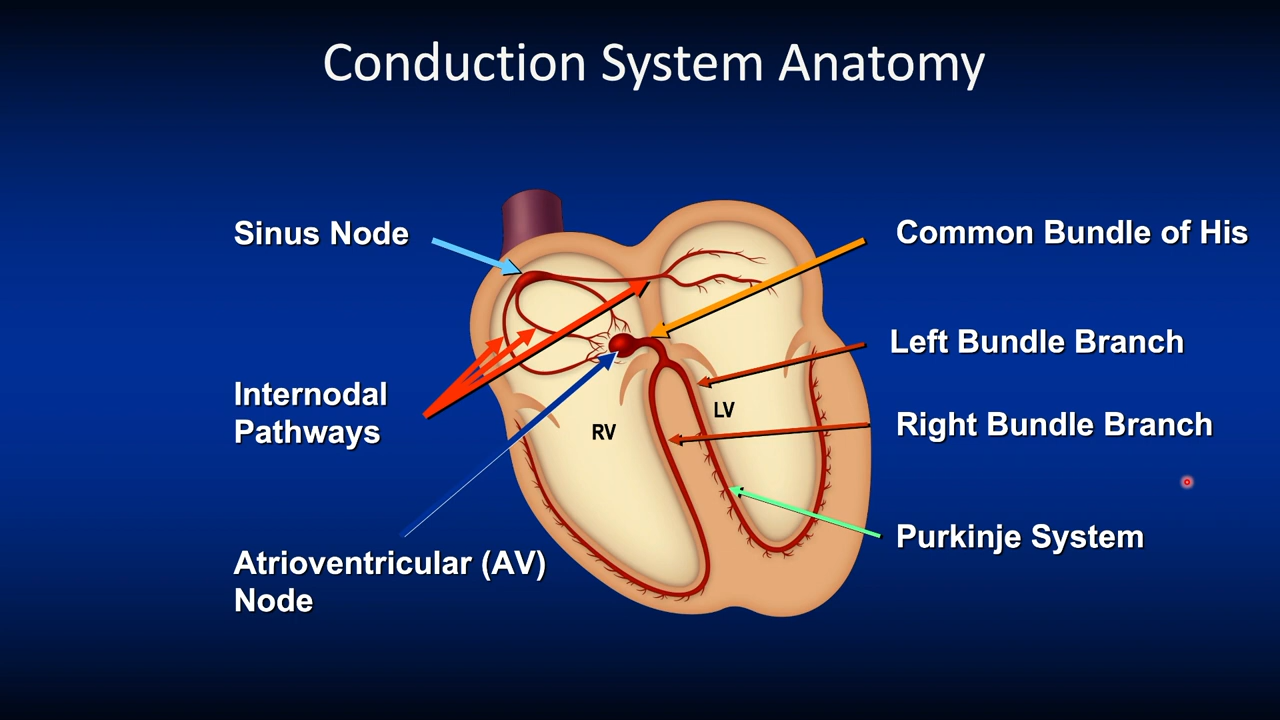 Conduction System Anatomy
Sinus Node
Common Bundle of His
Left Bundle Branch
Internodal
Pathways
LV
Right Bundle Branch
RV
Purkinje System
Atrioventricular (AV)
Node